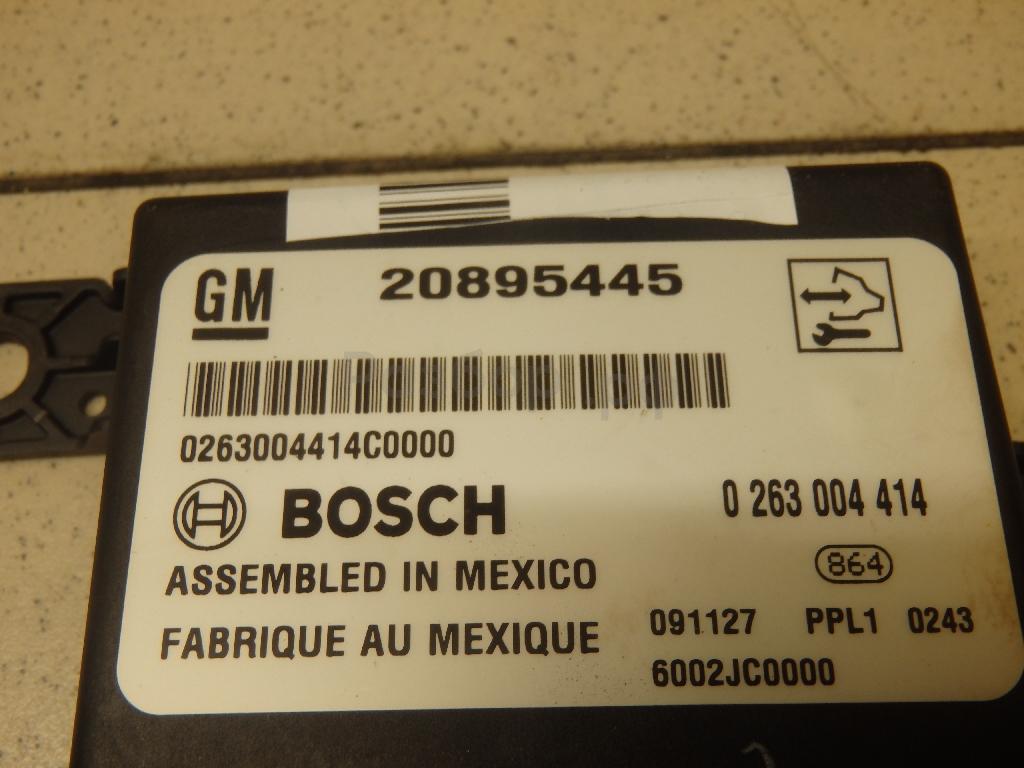 GM 20895445
0263004414C0000
BOSCH 0 263 004 414
ASSEMBLED IN MEXICO 864
FABRIQUE AU MEXIQUE 091127 PPL1 0243
6002JC0000